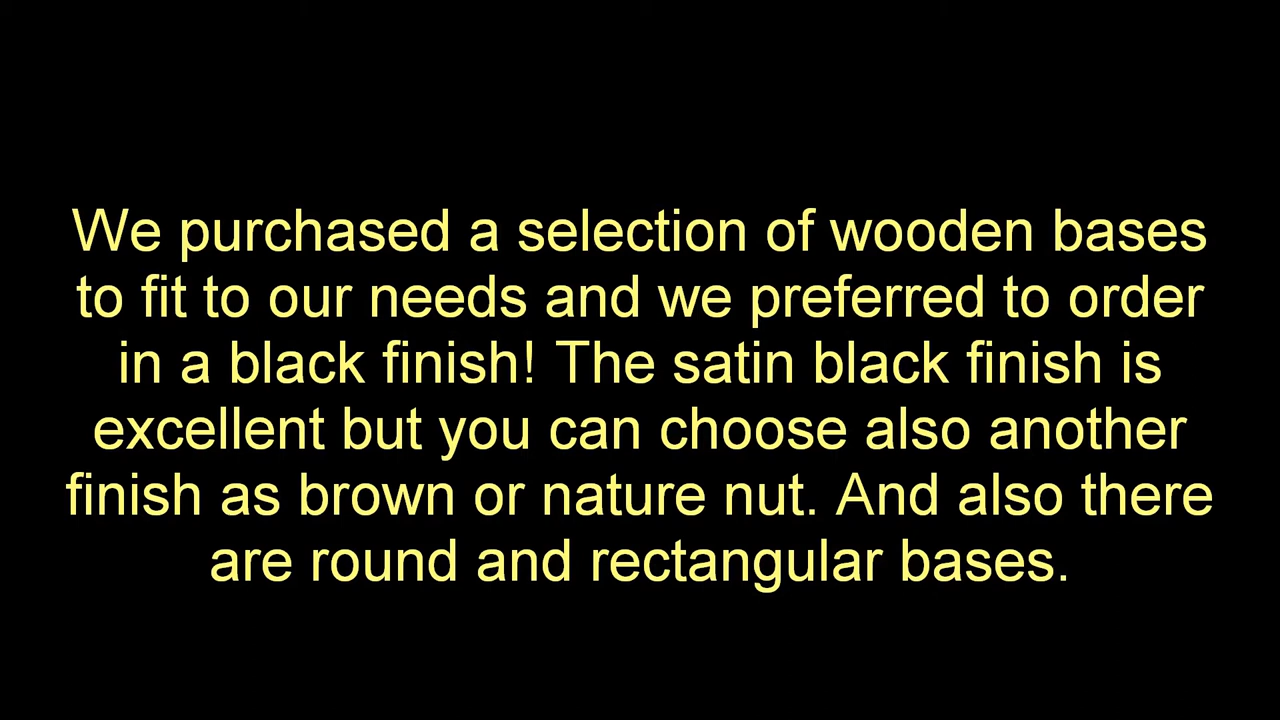 We purchased a selection of wooden bases
to fit to our needs and we preferred to order
in a black finish! The satin black finish is
excellent but you can choose also another
finish as brown or nature nut. And also there
are round and rectangular bases.